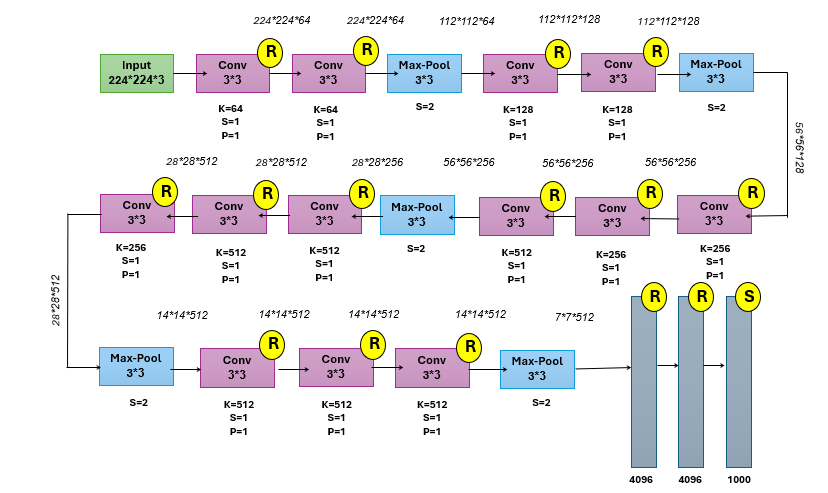 224*224*64
224*224*64
112*112*64
112*112*128
112*112*128
Input
224*224*3
Conv
3*3
R
Conv
3*3
R
Max-Pool
3*3
Conv
3*3
R
Conv
3*3
R
Max-Pool
3*3
K=64
S=1
P=1
K=64
S=1
P=1
S=2
K=128
S=1
P=1
K=128
S=1
P=1
S=2
56*56*128
28*28*512
28*28*512
28*28*256
56*56*256
56*56*256
56*56*256
Conv
3*3
R
Conv
3*3
R
Conv
3*3
R
Max-Pool
3*3
Conv
3*3
R
Conv
3*3
R
Conv
3*3
R
K=256
S=1
P=1
K=512
S=1
P=1
K=512
S=1
P=1
S=2
K=512
S=1
P=1
K=256
S=1
P=1
K=256
S=1
P=1
28*28*512
14*14*512
14*14*512
14*14*512
14*14*512
7*7*512
Max-Pool
3*3
Conv
3*3
R
Conv
3*3
R
Conv
3*3
R
Max-Pool
3*3
R
R
S
S=2
K=512
S=1
P=1
K=512
S=1
P=1
K=512
S=1
P=1
S=2
4096
4096
1000